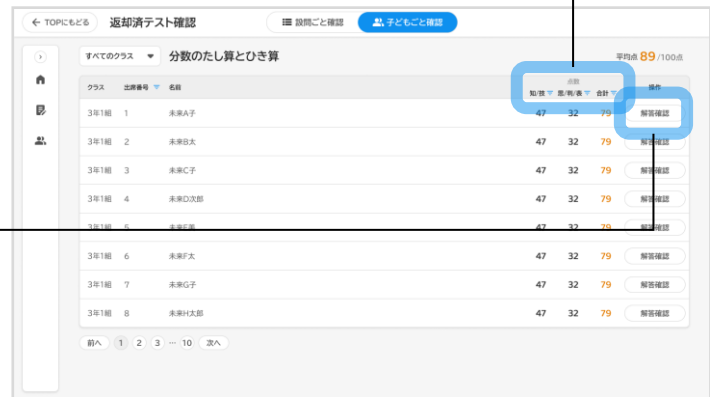 ← TOPにもどる 返却済テスト確認 設問ごと確認 子どもごと確認
すべてのクラス ▼ 分数のたし算とひき算 平均点 89/100点
クラス 出席番号 名前 点数 操作
知/技 思/判/表 合計
3年1組 1 未来A子 47 32 79 解答確認
3年1組 2 未来B太 47 32 79 解答確認
3年1組 3 未来C子 47 32 79 解答確認
3年1組 4 未来D次郎 47 32 79 解答確認
3年1組 5 未来E美 47 32 79 解答確認
3年1組 6 未来F太 47 32 79 解答確認
3年1組 7 未来G子 47 32 79 解答確認
3年1組 8 未来H太郎 47 32 79 解答確認
前へ 1 2 3 … 10 次へ